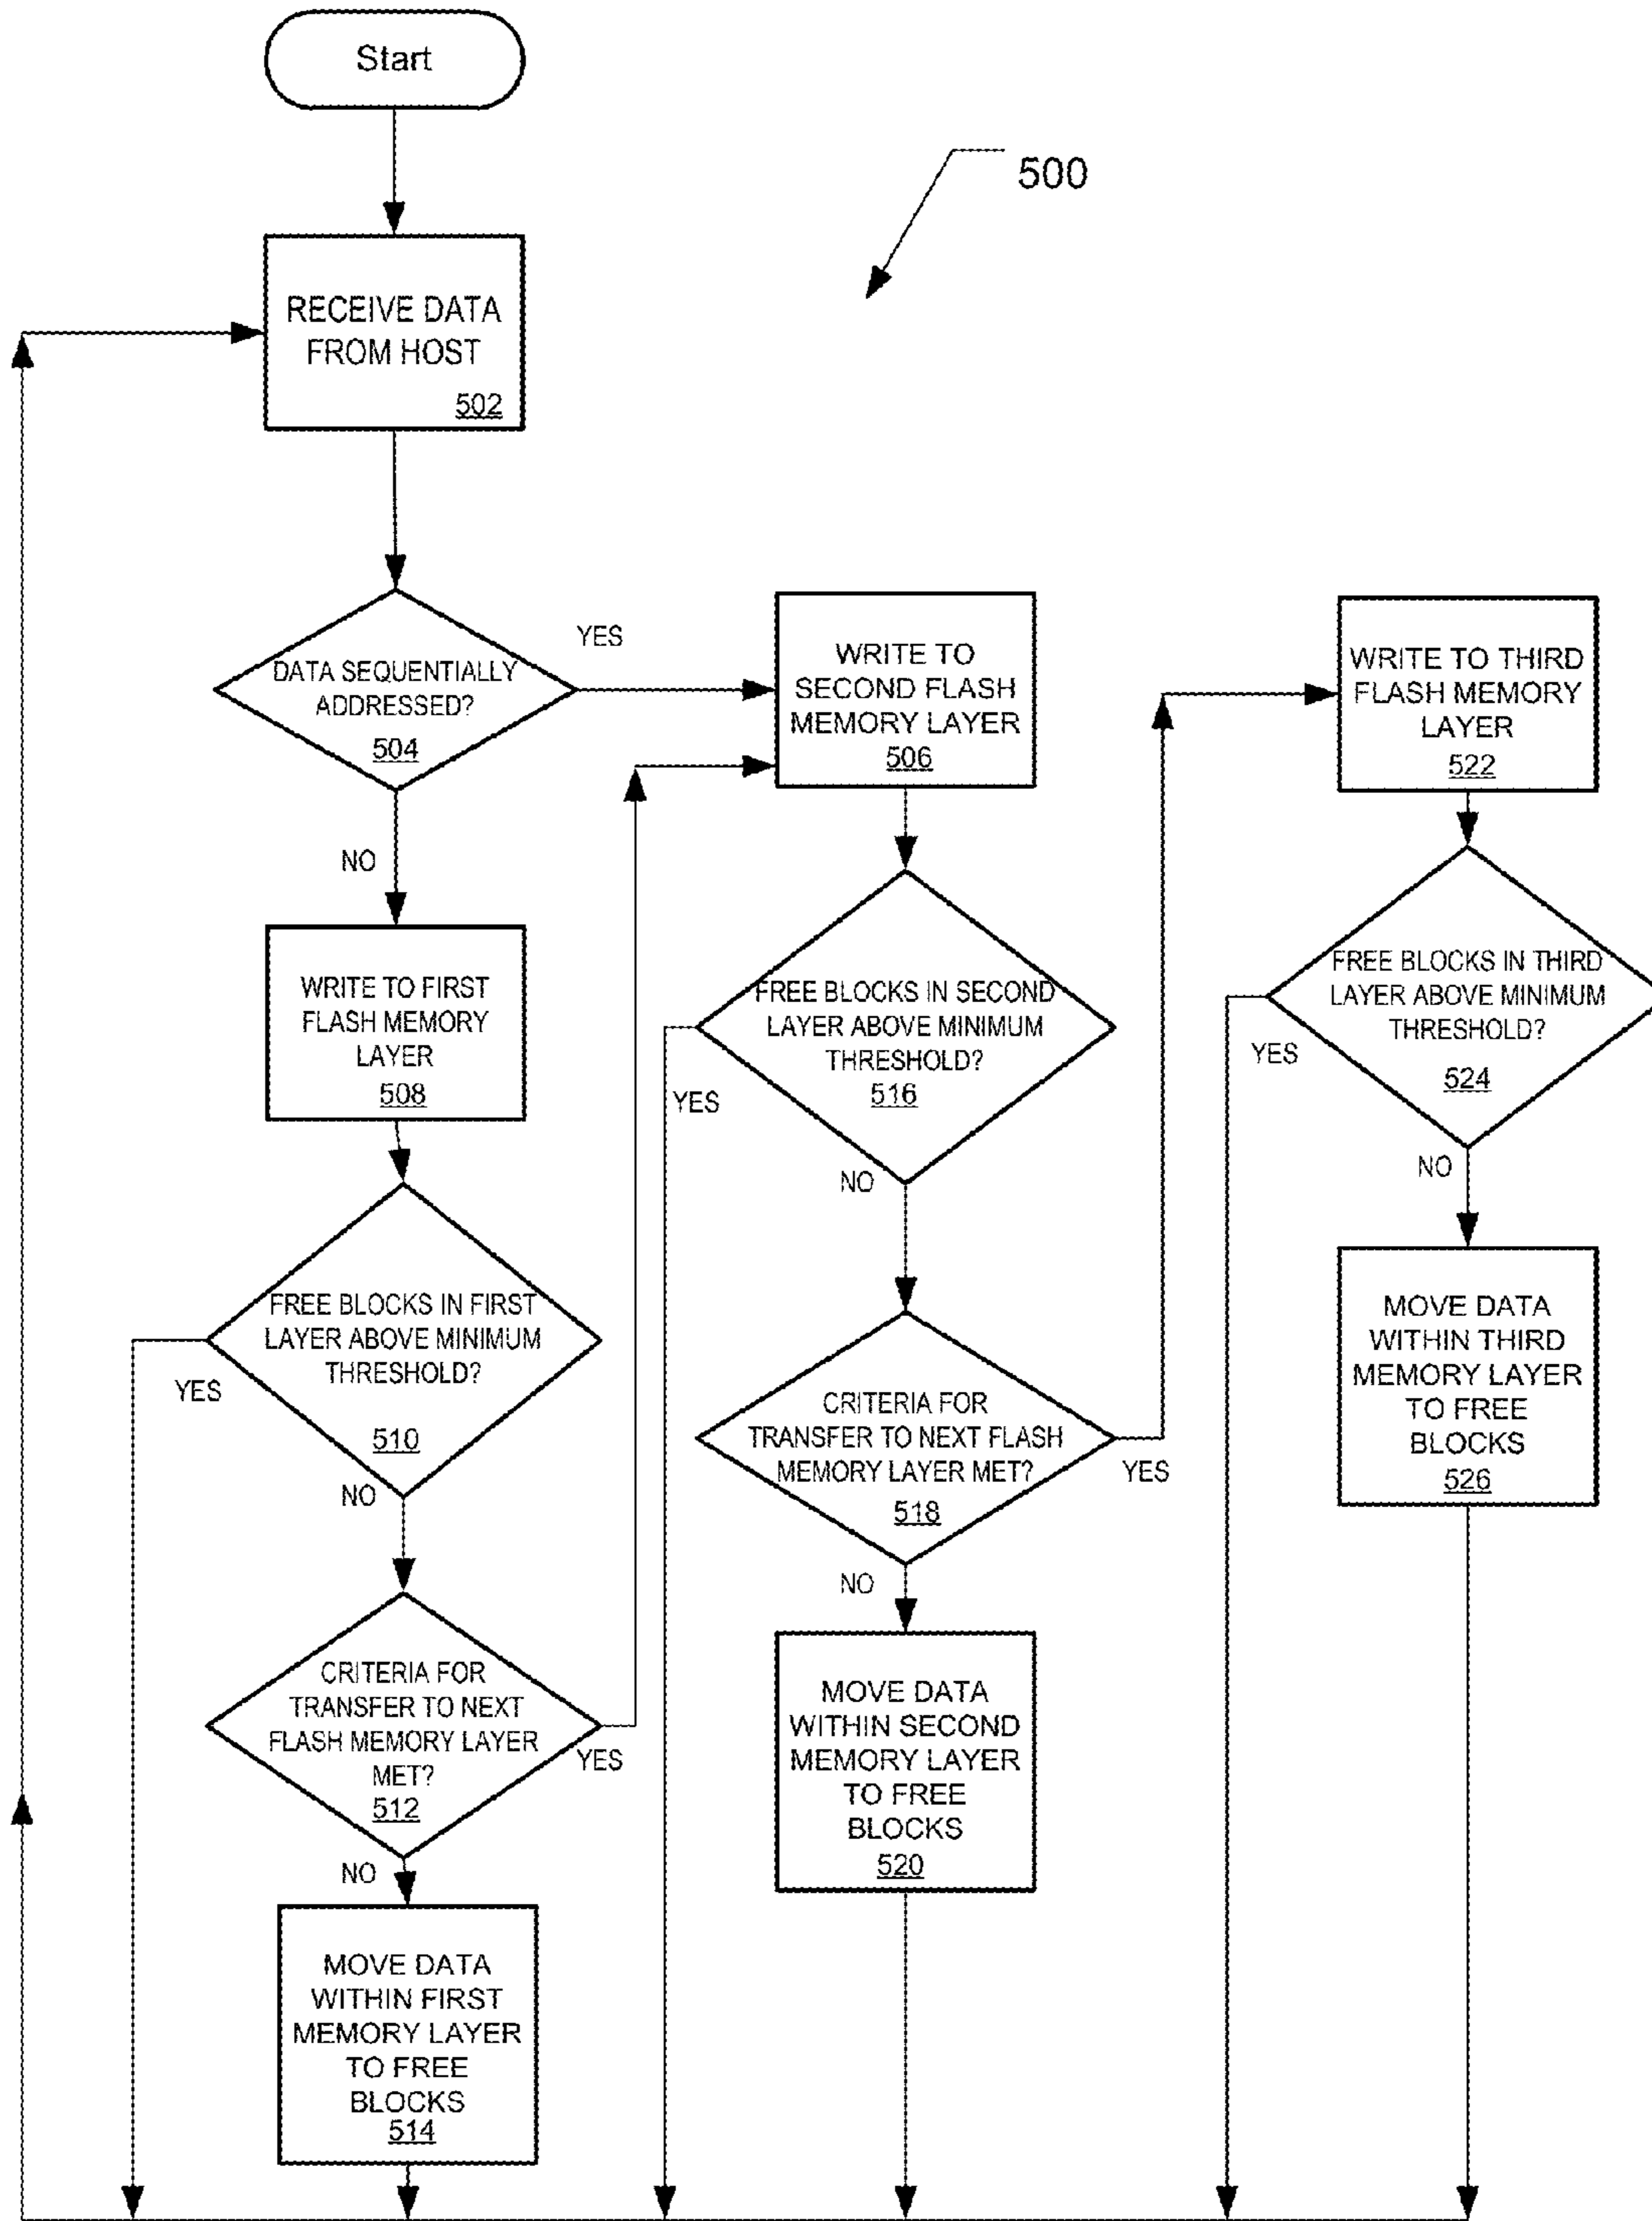 Start
500
RECEIVE DATA
FROM HOST
502
DATA SEQUENTIALLY
ADDRESSED?
504
YES
NO
WRITE TO FIRST
FLASH MEMORY
LAYER
508
FREE BLOCKS IN FIRST
LAYER ABOVE MINIMUM
THRESHOLD?
510
YES
NO
CRITERIA FOR
TRANSFER TO NEXT
FLASH MEMORY LAYER
MET?
512
YES
NO
MOVE DATA
WITHIN FIRST
MEMORY LAYER
TO FREE
BLOCKS
514
WRITE TO
SECOND FLASH
MEMORY LAYER
506
FREE BLOCKS IN SECOND
LAYER ABOVE MINIMUM
THRESHOLD?
516
YES
NO
CRITERIA FOR
TRANSFER TO NEXT FLASH
MEMORY LAYER MET?
518
YES
NO
MOVE DATA
WITHIN SECOND
MEMORY LAYER
TO FREE
BLOCKS
520
WRITE TO THIRD
FLASH MEMORY
LAYER
522
FREE BLOCKS IN THIRD
LAYER ABOVE MINIMUM
THRESHOLD?
524
YES
NO
MOVE DATA
WITHIN THIRD
MEMORY LAYER
TO FREE
BLOCKS
526